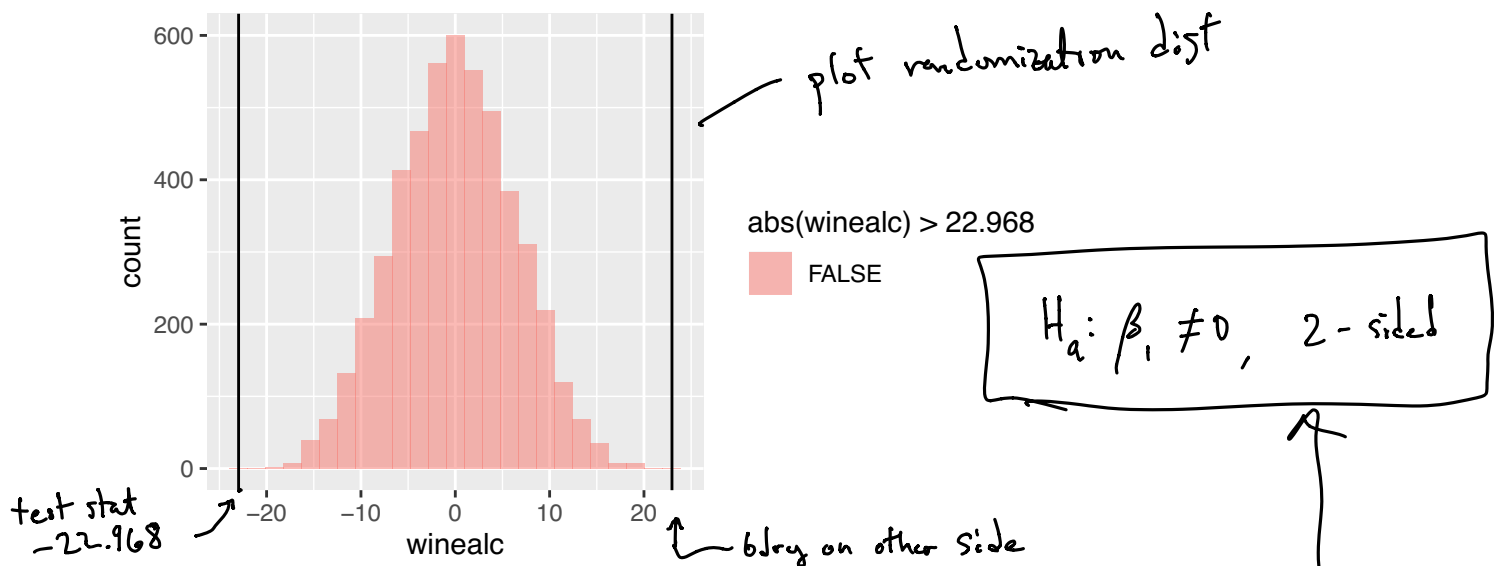 600
400
200
0
count
−20 −10 0 10 20
winealc
abs(winealc) > 22.968
FALSE
plot randomization dist
Ha: β1 ≠ 0, 2-sided
test stat
-22.968
bdry on other side